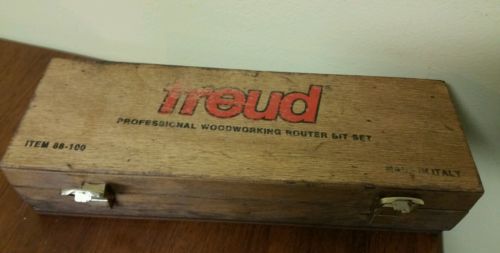 freud
PROFESSIONAL WOODWORKING ROUTER BIT SET
ITEM 88-100
MADE IN ITALY